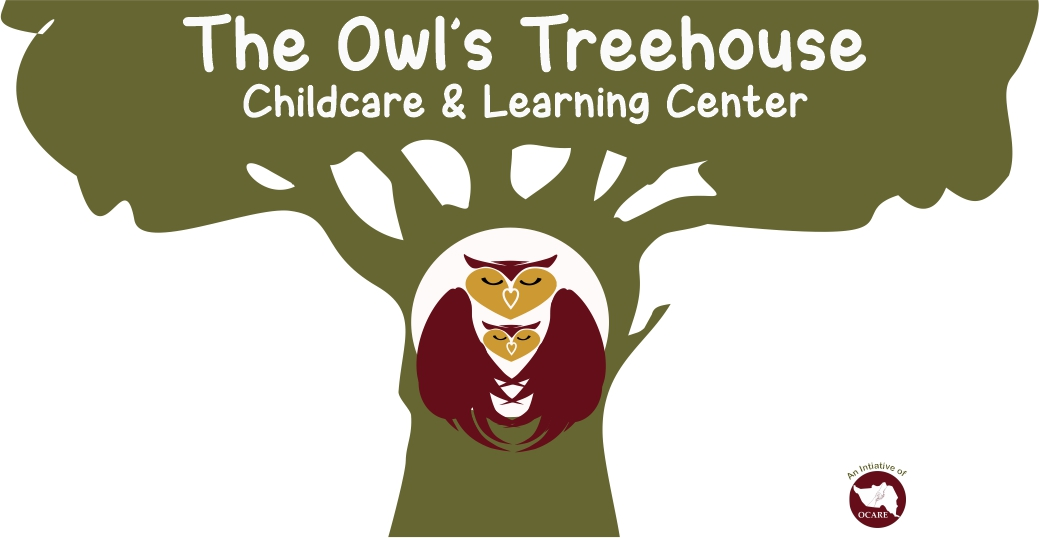 The Owl's Treehouse
Childcare & Learning Center
An Intiative of
OCARE